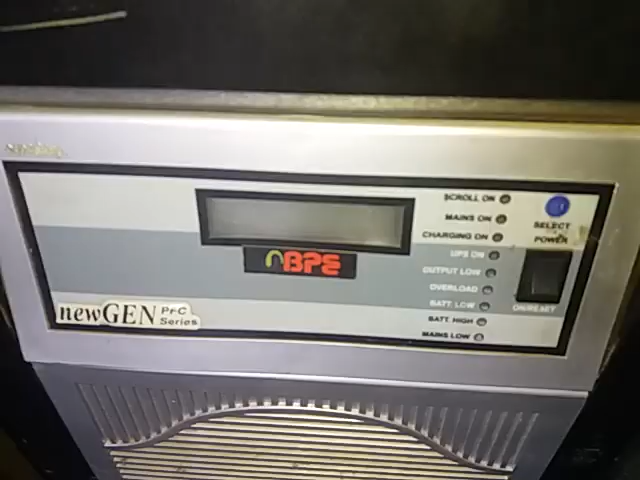 SCROLL ON
MAINS ON
CHARGING ON
UPS ON
OUTPUT LOW
OVERLOAD
BATT. LOW
BATT. HIGH
MAINS LOW
SELECT
POWER
ON/RESET
BPE
newGEN PrC
Series